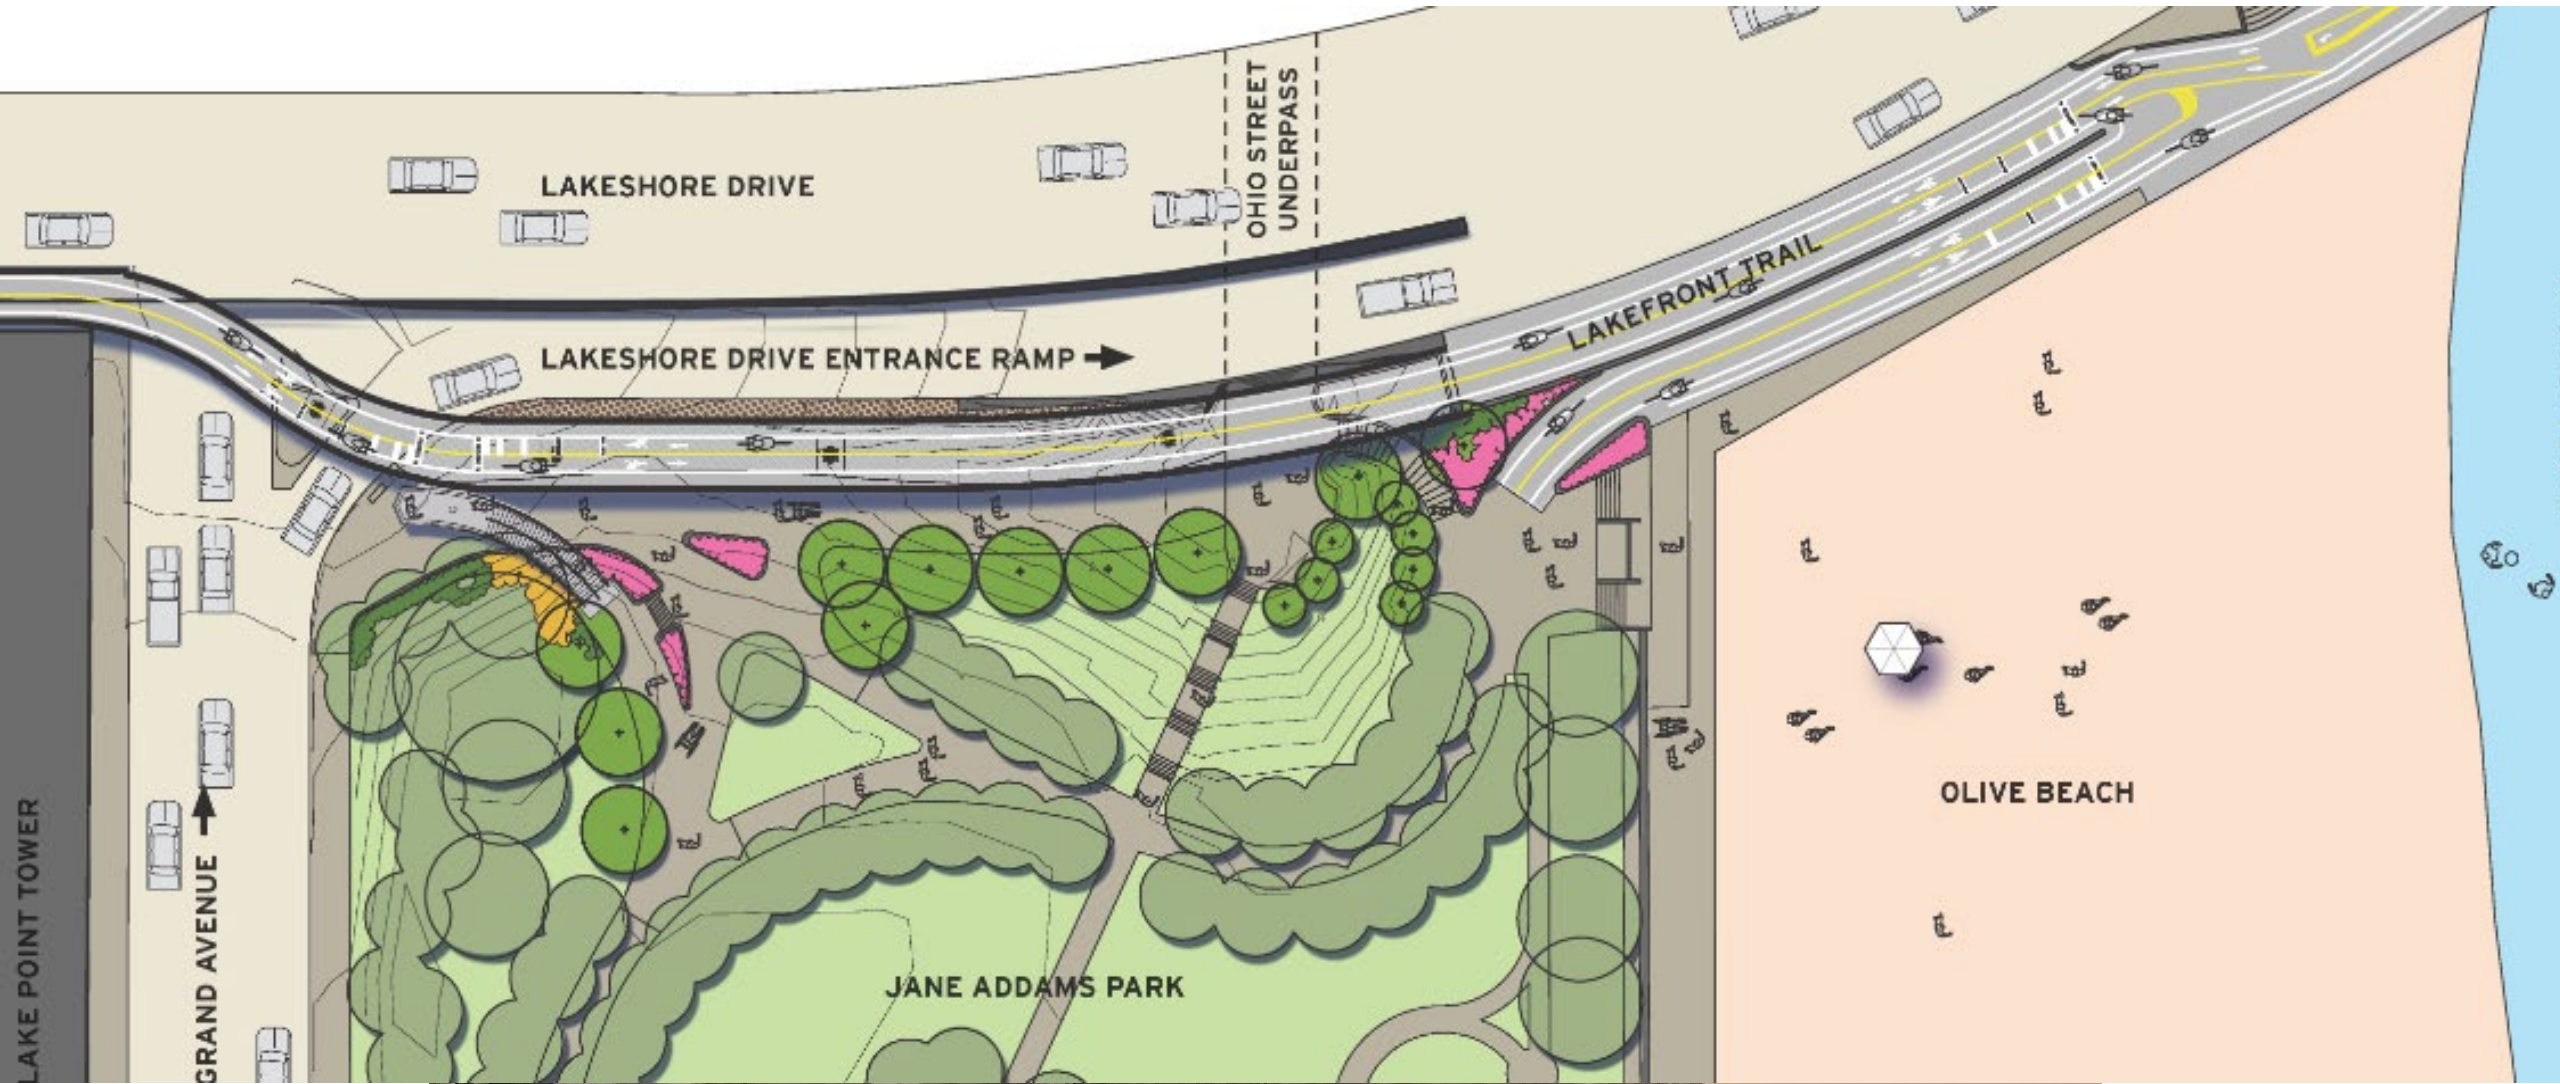 LAKESHORE DRIVE
OHIO STREET
UNDERPASS
LAKEFRONT TRAIL
LAKESHORE DRIVE ENTRANCE RAMP
OLIVE BEACH
JANE ADDAMS PARK
GRAND AVENUE
LAKE POINT TOWER